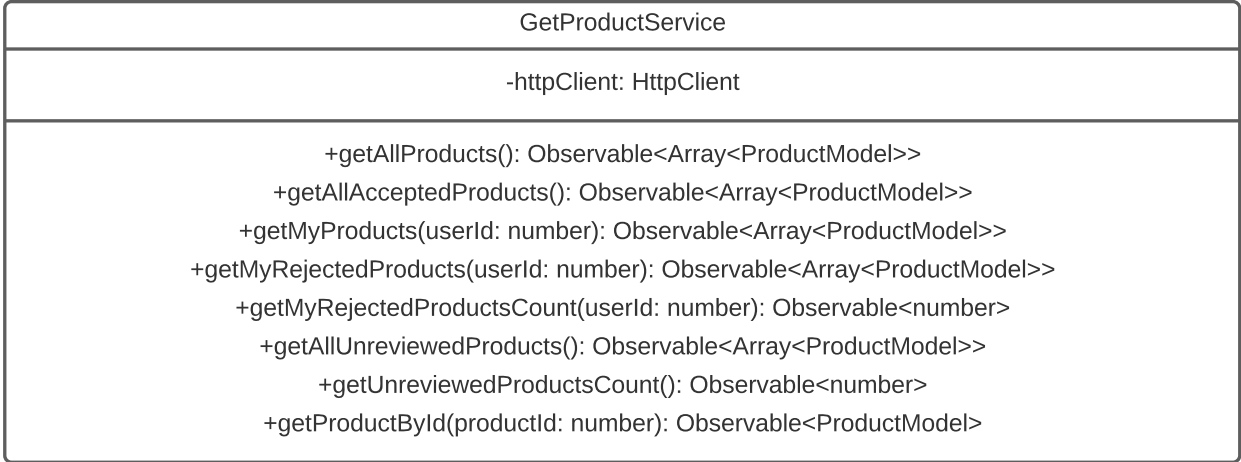 GetProductService
-httpClient: HttpClient
+getAllProducts(): Observable<Array<ProductModel>>
+getAllAcceptedProducts(): Observable<Array<ProductModel>>
+getMyProducts(userId: number): Observable<Array<ProductModel>>
+getMyRejectedProducts(userId: number): Observable<Array<ProductModel>>
+getMyRejectedProductsCount(userId: number): Observable<number>
+getAllUnreviewedProducts(): Observable<Array<ProductModel>>
+getUnreviewedProductsCount(): Observable<number>
+getProductById(productId: number): Observable<ProductModel>